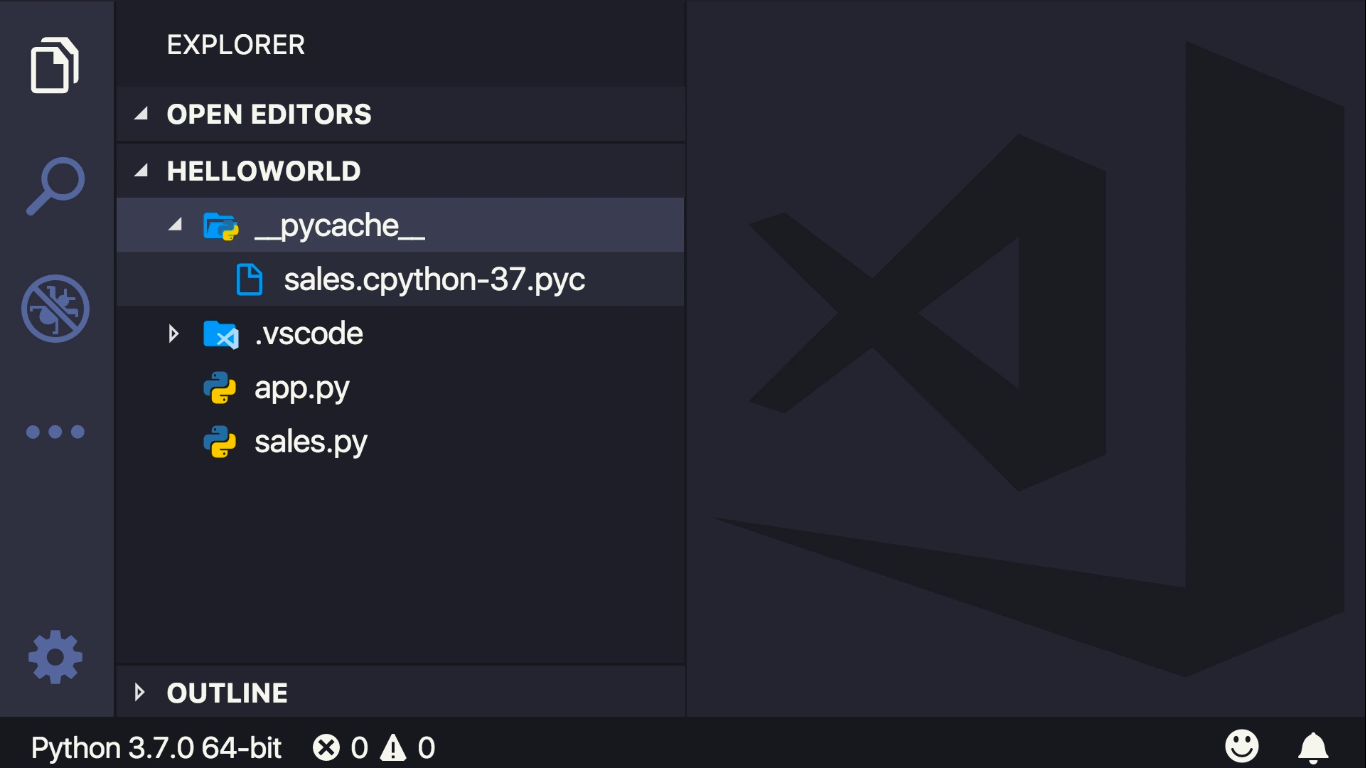 EXPLORER
OPEN EDITORS
HELLOWORLD
__pycache__
sales.cpython-37.pyc
.vscode
app.py
sales.py
OUTLINE
Python 3.7.0 64-bit 0 0